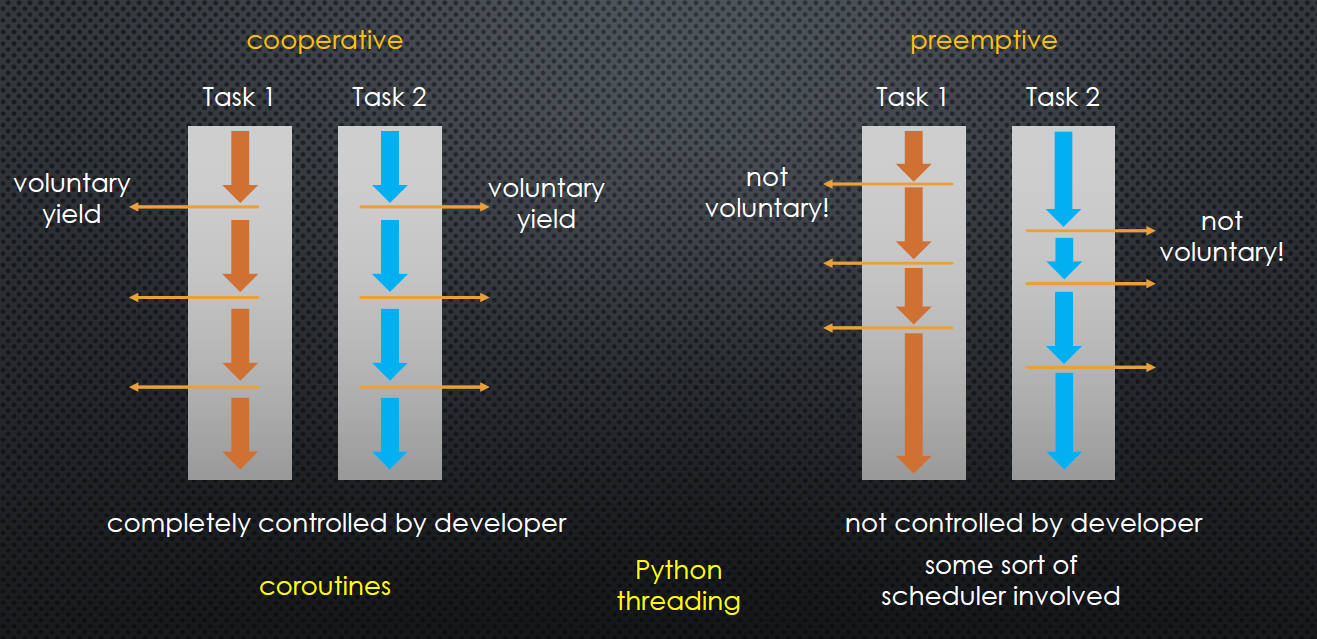 cooperative
Task 1
Task 2
voluntary
yield
voluntary
yield
completely controlled by developer
coroutines
Python
threading
preemptive
Task 1
Task 2
not
voluntary!
not
voluntary!
not controlled by developer
some sort of
scheduler involved